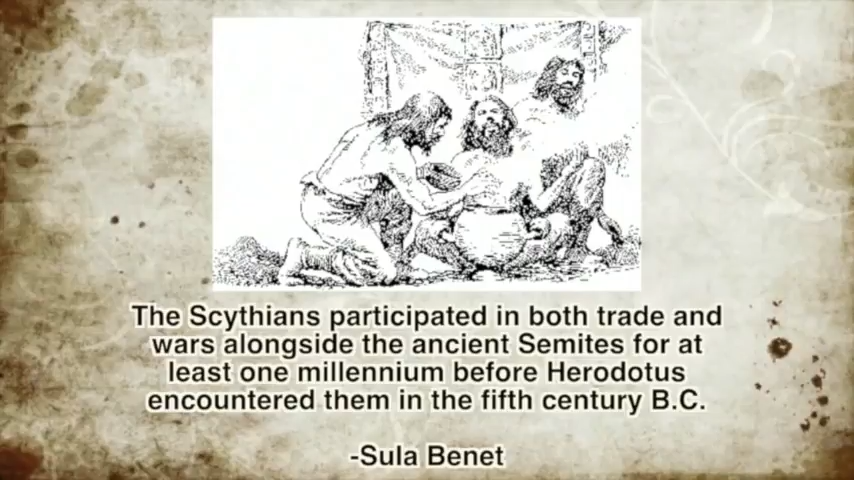 The Scythians participated in both trade and
wars alongside the ancient Semites for at
least one millennium before Herodotus
encountered them in the fifth century B.C.
-Sula Benet